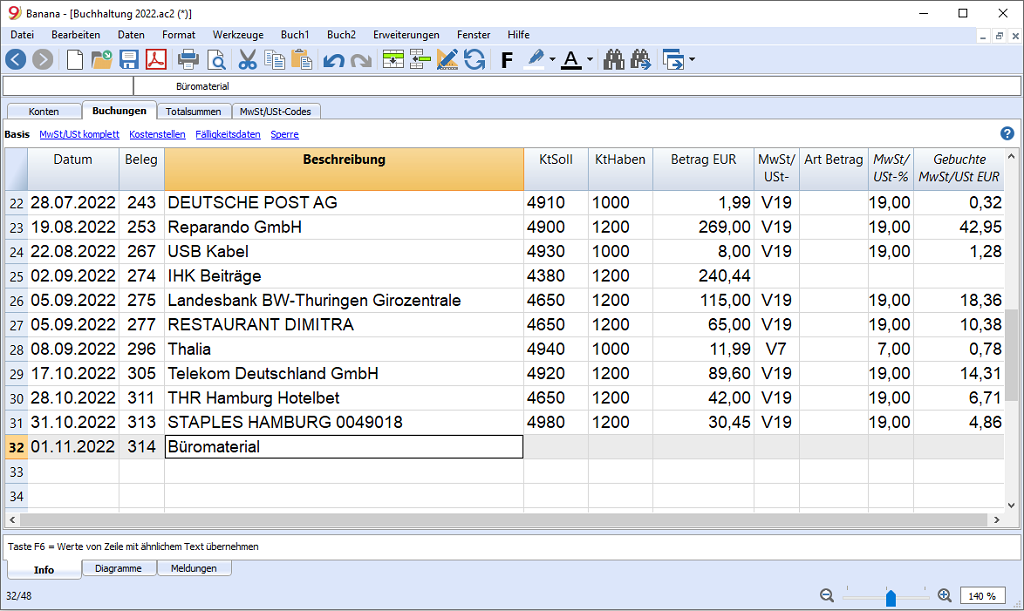 Banana - [Buchhaltung 2022.ac2 (*)]
Datei Bearbeiten Daten Format Werkzeuge Buch1 Buch2 Erweiterungen Fenster Hilfe
F A
Büromaterial
Konten Buchungen Totalsummen MwSt/USt-Codes
Basis MwSt/USt komplett Kostenstellen Fälligkeitsdaten Sperre
Datum Beleg Beschreibung KtSoll KtHaben Betrag EUR MwSt/ Art Betrag MwSt/ Gebuchte
USt- USt-% MwSt/USt EUR
22 28.07.2022 243 DEUTSCHE POST AG 4910 1000 1,99 V19 19,00 0,32
23 19.08.2022 253 Reparando GmbH 4900 1200 269,00 V19 19,00 42,95
24 22.08.2022 267 USB Kabel 4930 1000 8,00 V19 19,00 1,28
25 02.09.2022 274 IHK Beiträge 4380 1200 240,44
26 05.09.2022 275 Landesbank BW-Thuringen Girozentrale 4650 1200 115,00 V19 19,00 18,36
27 05.09.2022 277 RESTAURANT DIMITRA 4650 1200 65,00 V19 19,00 10,38
28 08.09.2022 296 Thalia 4940 1000 11,99 V7 7,00 0,78
29 17.10.2022 305 Telekom Deutschland GmbH 4920 1200 89,60 V19 19,00 14,31
30 28.10.2022 311 THR Hamburg Hotelbet 4650 1200 42,00 V19 19,00 6,71
31 31.10.2022 313 STAPLES HAMBURG 0049018 4980 1200 30,45 V19 19,00 4,86
32 01.11.2022 314 Büromaterial
33
34
Taste F6 = Werte von Zeile mit ähnlichem Text übernehmen
Info Diagramme Meldungen
32/48 140 %